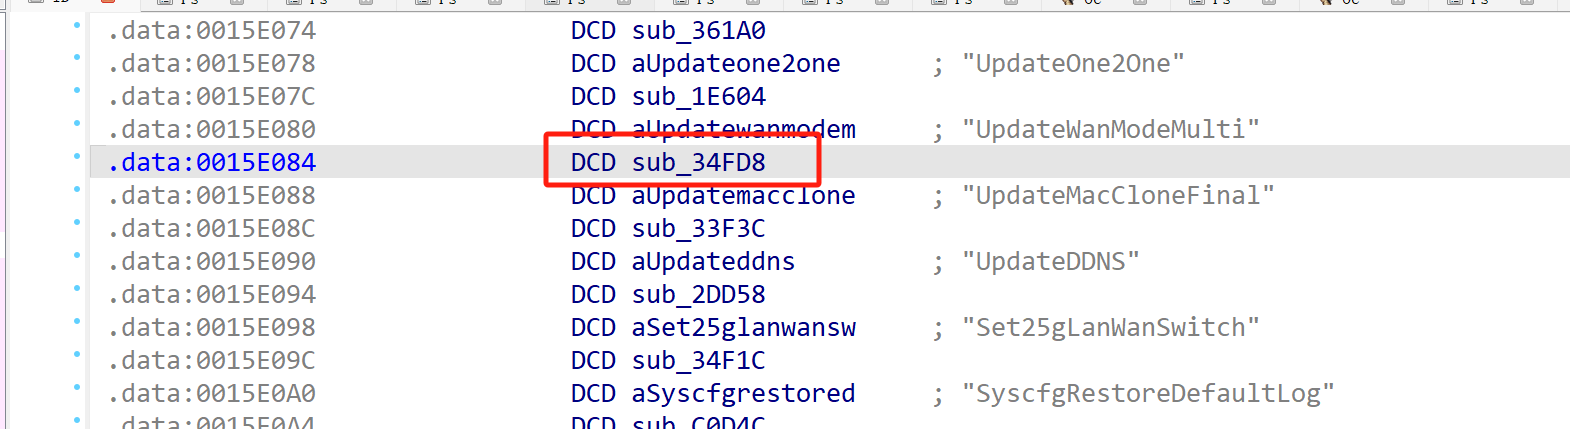 .data:0015E074 DCD sub_361A0
.data:0015E078 DCD aUpdateone2one ; "UpdateOne2One"
.data:0015E07C DCD sub_1E604
.data:0015E080 DCD aUpdatewanmodem ; "UpdateWanModeMulti"
.data:0015E084 DCD sub_34FD8
.data:0015E088 DCD aUpdatemacclone ; "UpdateMacCloneFinal"
.data:0015E08C DCD sub_33F3C
.data:0015E090 DCD aUpdateddns ; "UpdateDDNS"
.data:0015E094 DCD sub_2DD58
.data:0015E098 DCD aSet25glanwansw ; "Set25gLanWanSwitch"
.data:0015E09C DCD sub_34F1C
.data:0015E0A0 DCD aSyscfgrestored ; "SyscfgRestoreDefaultLog"
.data:0015E0A4 DCD sub_C0D4C